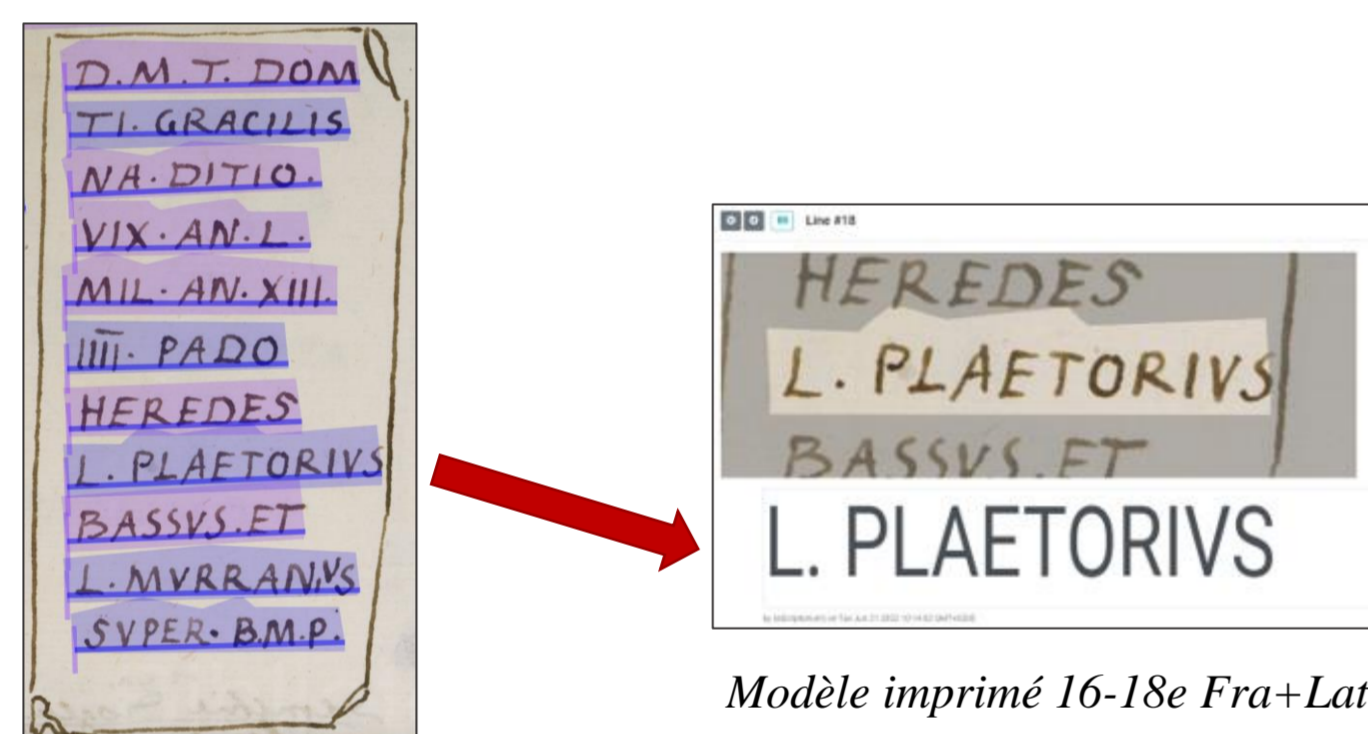 D.M.T. DOM
TI. GRACILIS
NA. DITIO.
VIX. AN. L.
MIL. AN. XIII.
I̅I̅I̅I̅. PADO
HEREDES
L. PLAETORIVS
BASSVS. ET
L. MVRRANIVS
SVPER. B.M.P.
Line #18
HEREDES
L. PLAETORIVS
BASSVS. ET
L. PLAETORIVS
Modèle imprimé 16-18e Fra+Lat